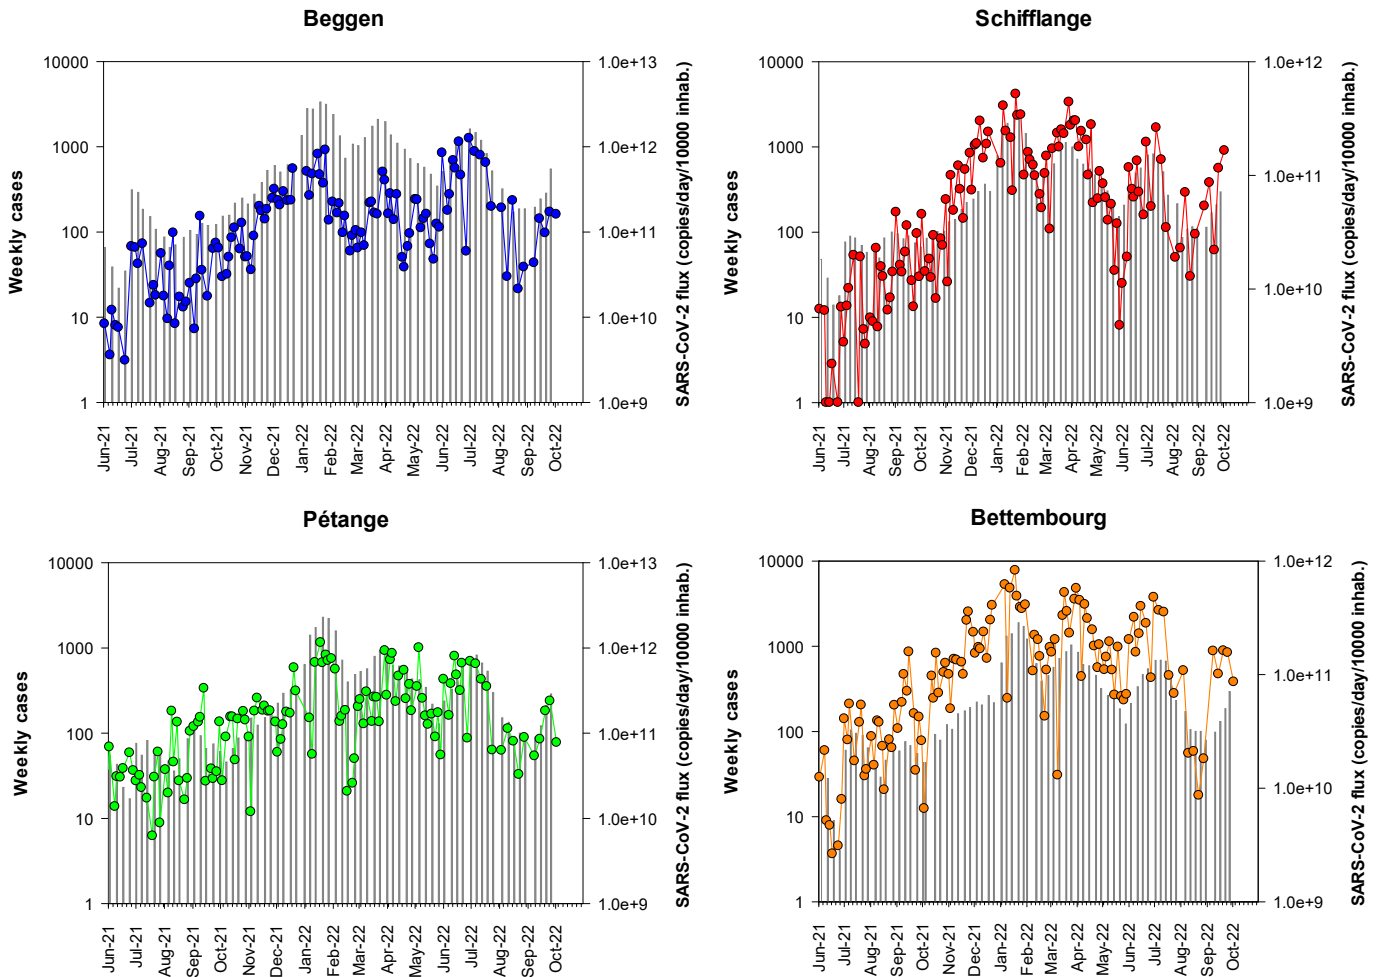 Beggen
10000
1000
100
10
1
Weekly cases
1.0e+13
1.0e+12
1.0e+11
1.0e+10
1.0e+9
SARS-CoV-2 flux (copies/day/10000 inhab.)
Jun-21
Jul-21
Aug-21
Sep-21
Oct-21
Nov-21
Dec-21
Jan-22
Feb-22
Mar-22
Apr-22
May-22
Jun-22
Jul-22
Aug-22
Sep-22
Oct-22
Schifflange
10000
1000
100
10
1
Weekly cases
1.0e+12
1.0e+11
1.0e+10
1.0e+9
SARS-CoV-2 flux (copies/day/10000 inhab.)
Jun-21
Jul-21
Aug-21
Sep-21
Oct-21
Nov-21
Dec-21
Jan-22
Feb-22
Mar-22
Apr-22
May-22
Jun-22
Jul-22
Aug-22
Sep-22
Oct-22
Pétange
10000
1000
100
10
1
Weekly cases
1.0e+13
1.0e+12
1.0e+11
1.0e+10
1.0e+9
SARS-CoV-2 flux (copies/day/10000 inhab.)
Jun-21
Jul-21
Aug-21
Sep-21
Oct-21
Nov-21
Dec-21
Jan-22
Feb-22
Mar-22
Apr-22
May-22
Jun-22
Jul-22
Aug-22
Sep-22
Oct-22
Bettembourg
10000
1000
100
10
1
Weekly cases
1.0e+12
1.0e+11
1.0e+10
1.0e+9
SARS-CoV-2 flux (copies/day/10000 inhab.)
Jun-21
Jul-21
Aug-21
Sep-21
Oct-21
Nov-21
Dec-21
Jan-22
Feb-22
Mar-22
Apr-22
May-22
Jun-22
Jul-22
Aug-22
Sep-22
Oct-22